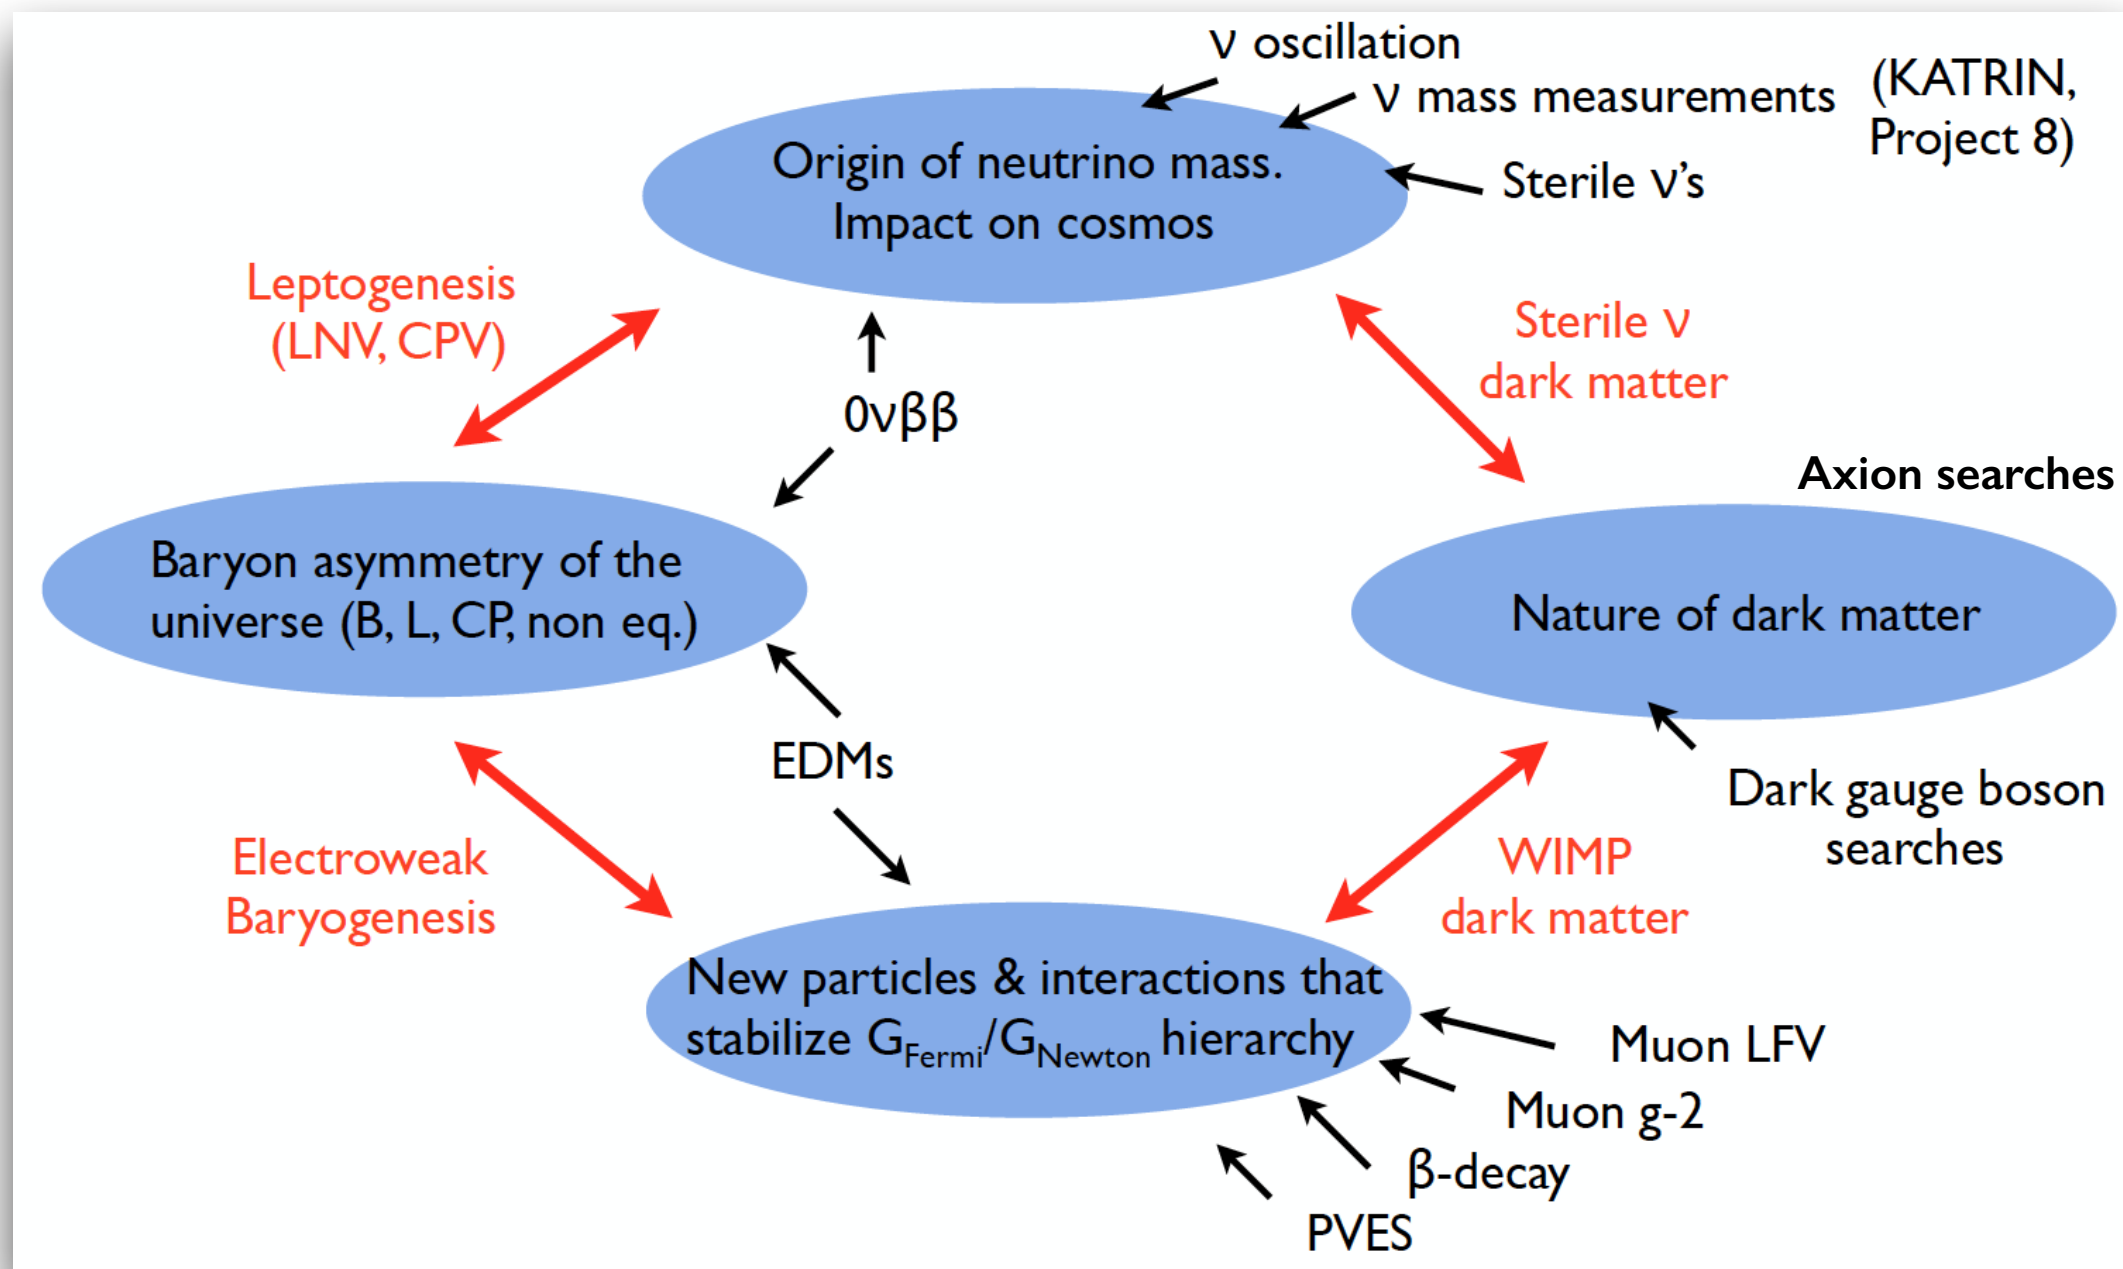 ν oscillation
ν mass measurements
(KATRIN,
Project 8)
Origin of neutrino mass.
Impact on cosmos
Sterile ν’s
Leptogenesis
(LNV, CPV)
Sterile ν
dark matter
0νββ
Axion searches
Baryon asymmetry of the
universe (B, L, CP, non eq.)
Nature of dark matter
EDMs
Dark gauge boson
searches
Electroweak
Baryogenesis
WIMP
dark matter
New particles & interactions that
stabilize GFermi/GNewton hierarchy
Muon LFV
Muon g-2
β-decay
PVES